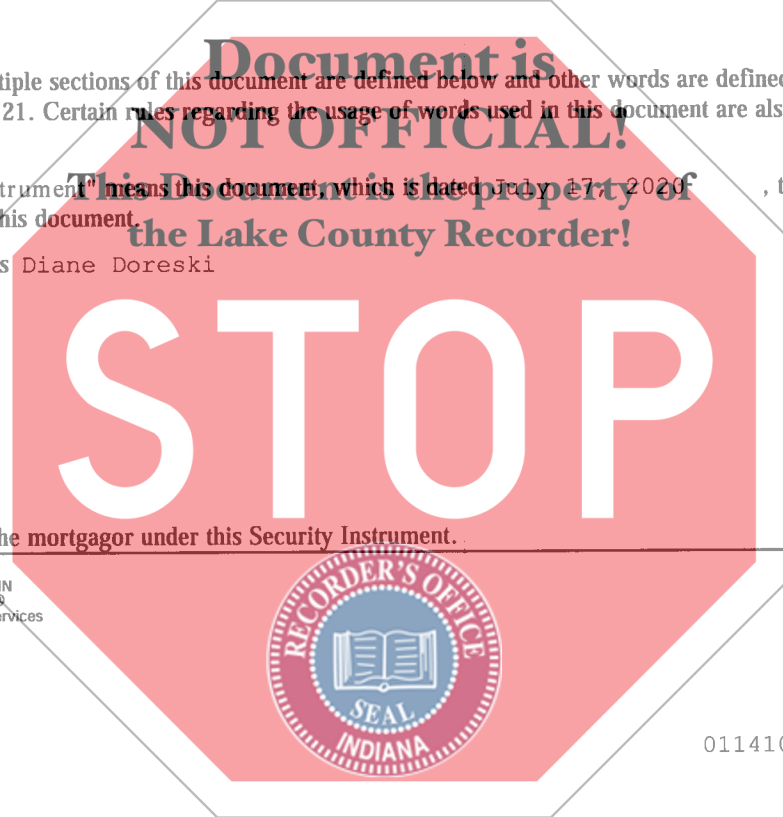 Document is
tiple sections of this document are defined below and other words are defined
21. Certain rules regarding the usage of words used in this document are als
NOT OFFICIAL!
trument" means this document, which is dated July 17, 2020 , t
This Document is the property of
his document.
the Lake County Recorder!
s Diane Doreski
STOP
he mortgagor under this Security Instrument.
IN
®
ervices
RECORDER'S OFFICE
SEAL
INDIANA
011410